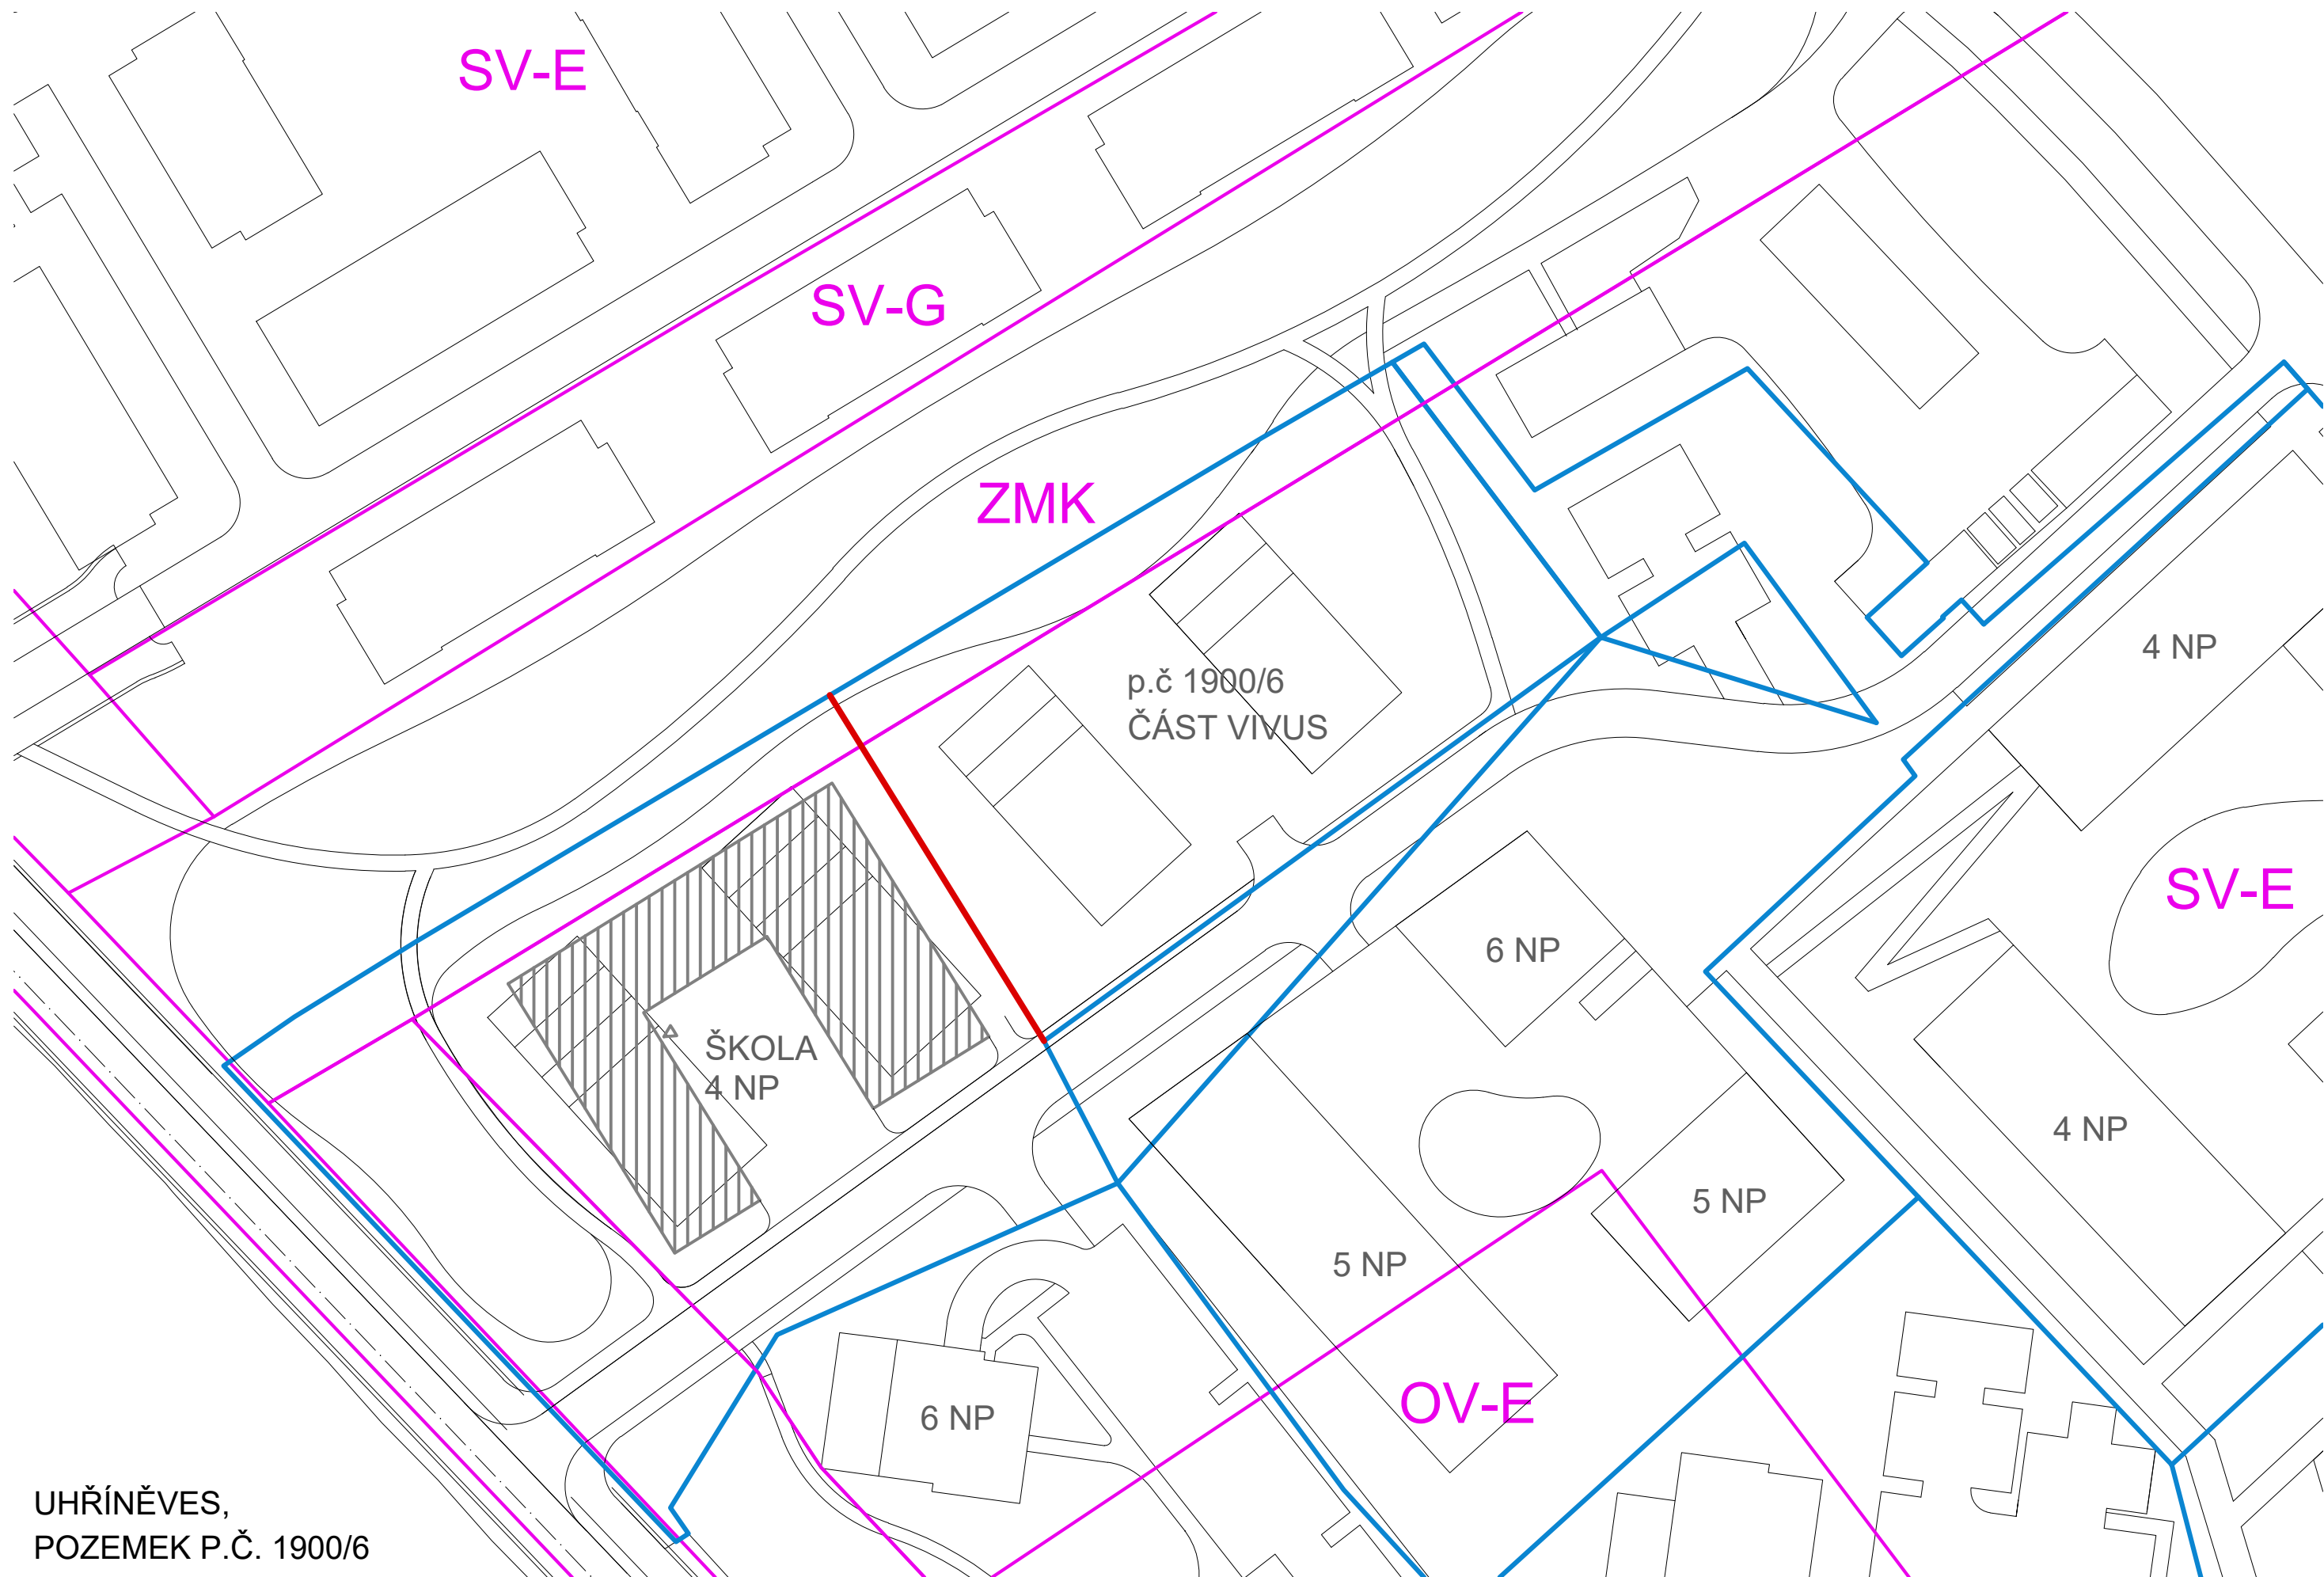 SV-E
SV-G
ZMK
4 NP
p.č 1900/6
ČÁST VIVUS
SV-E
6 NP
ŠKOLA
4 NP
4 NP
5 NP
5 NP
OV-E
6 NP
UHŘÍNĚVES,
POZEMEK P.Č. 1900/6